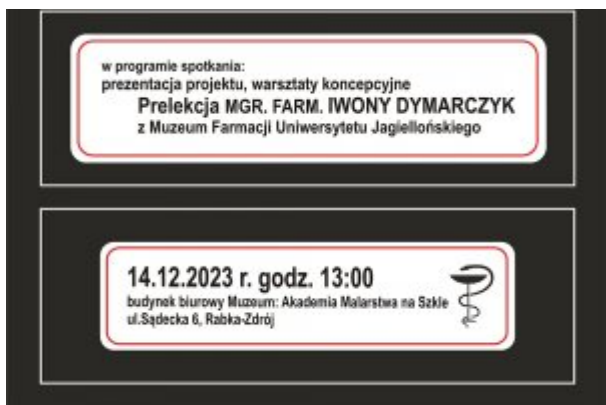 w programie spotkania:
prezentacja projektu, warsztaty koncepcyjne
Prelekcja MGR. FARM. IWONY DYMARCZYK
z Muzeum Farmacji Uniwersytetu Jagiellońskiego
14.12.2023 r. godz. 13:00
budynek biurowy Muzeum: Akademia Malarstwa na Szkle
ul.Sądecka 6, Rabka-Zdrój